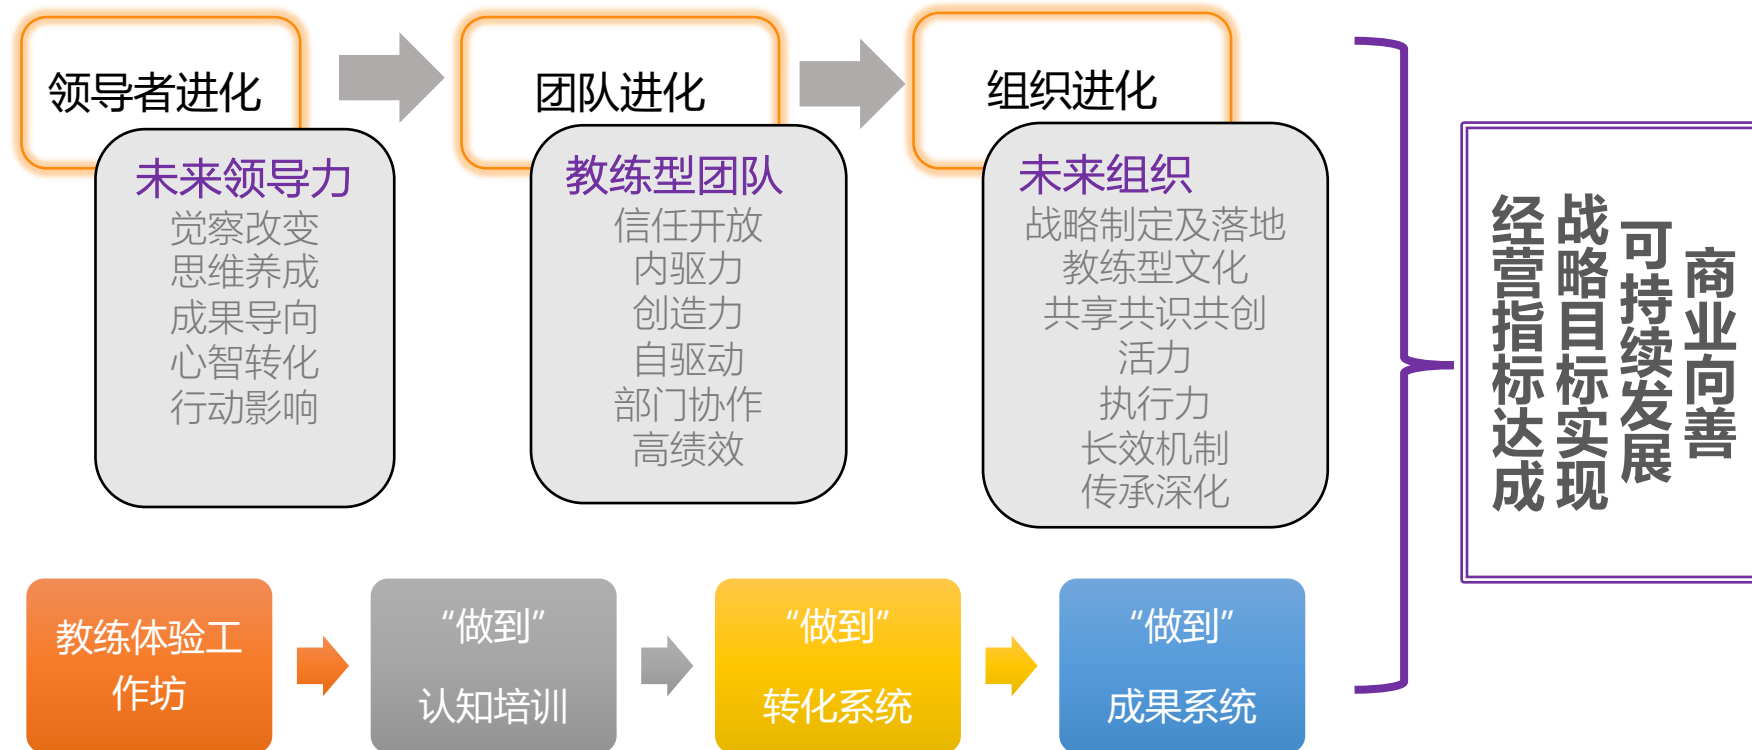 领导者进化
未来领导力
觉察改变
思维养成
成果导向
心智转化
行动影响
团队进化
教练型团队
信任开放
内驱力
创造力
自驱动
部门协作
高绩效
组织进化
未来组织
战略制定及落地
教练型文化
共享共识共创
活力
执行力
长效机制
传承深化
教练体验工
作坊
“做到”
认知培训
“做到”
转化系统
“做到”
成果系统
商业向善
可持续发展
战略目标实现
经营指标达成